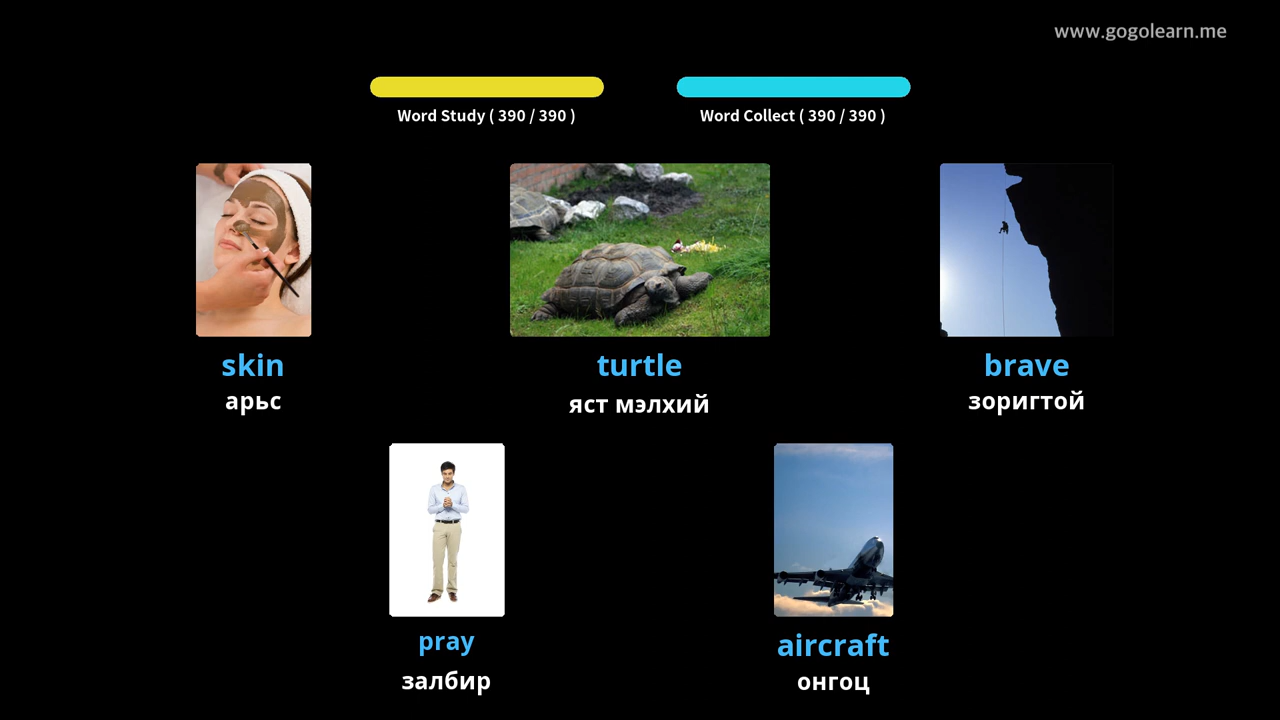 www.gogolearn.me
Word Study ( 390 / 390 )
Word Collect ( 390 / 390 )
skin
арьс
turtle
яст мэлхий
brave
зоригтой
pray
залбир
aircraft
онгоц